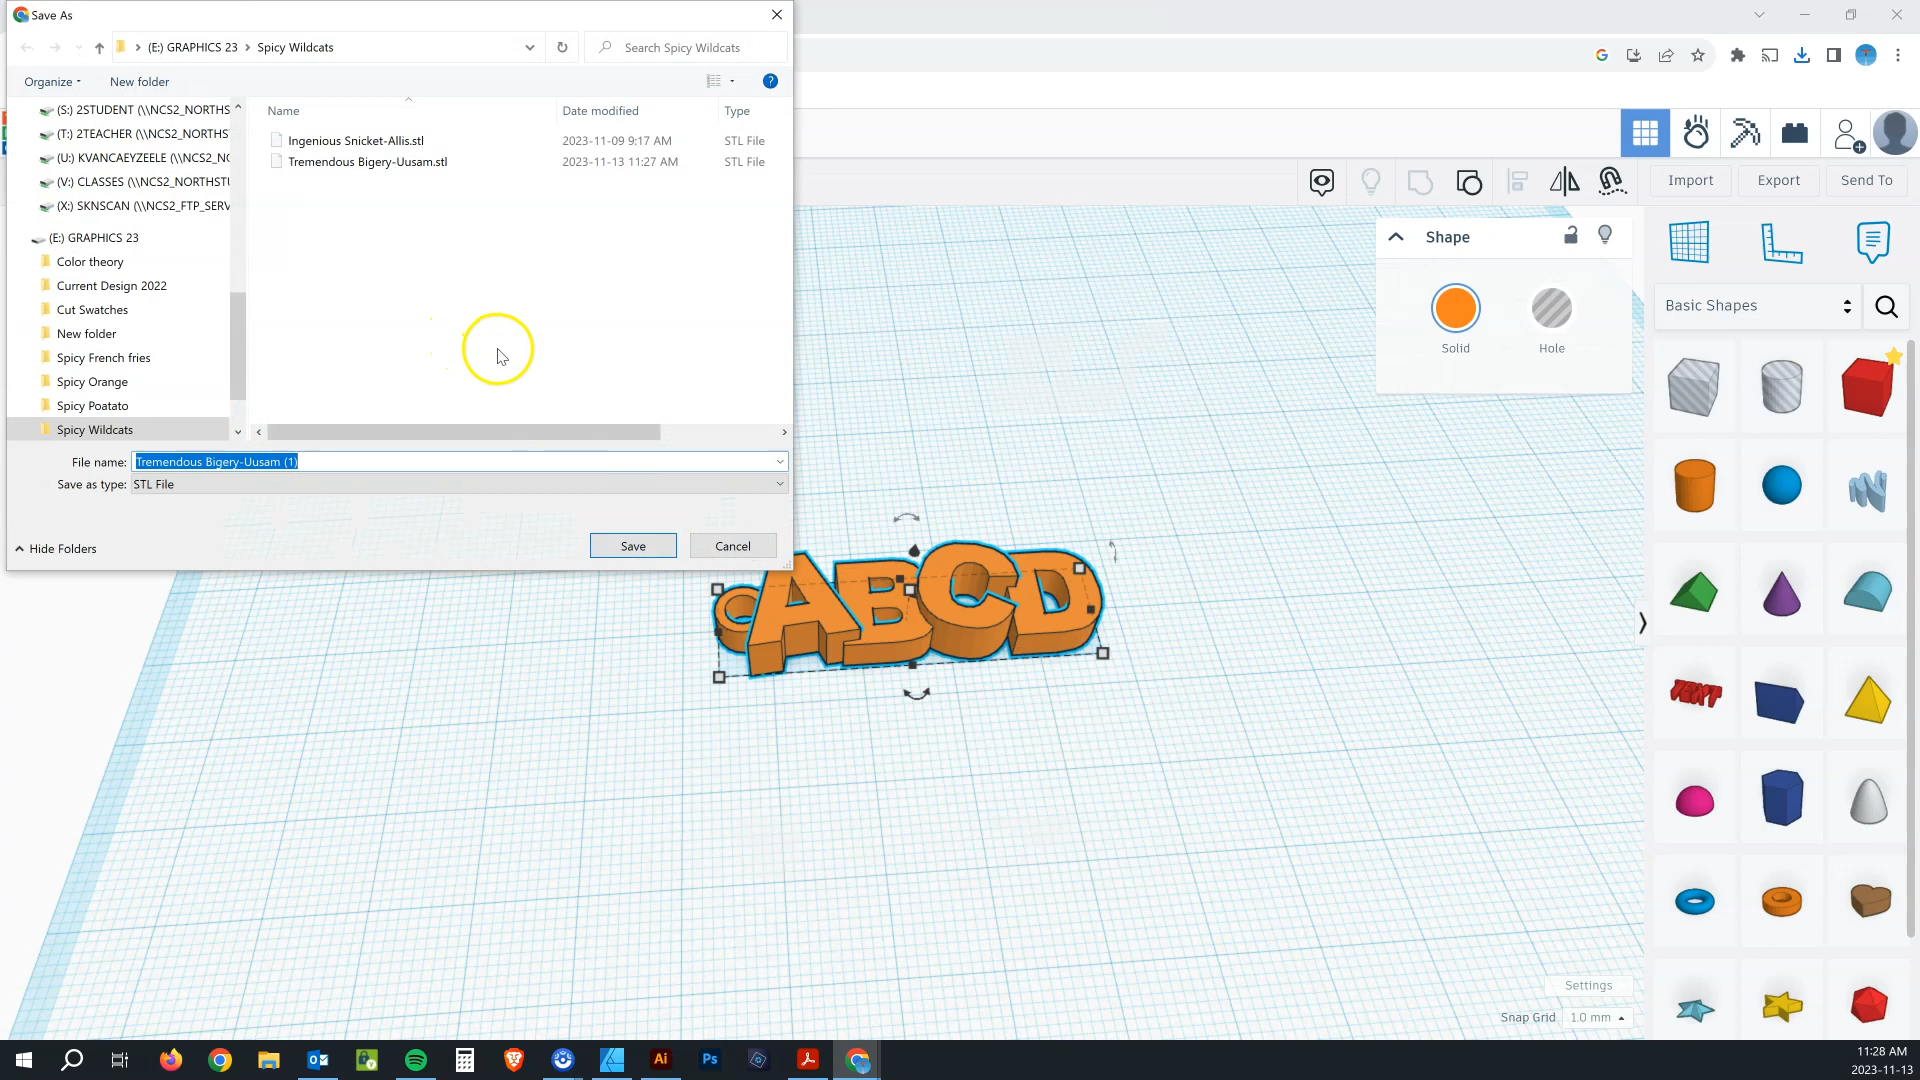 Save As
(E:) GRAPHICS 23 > Spicy Wildcats
Search Spicy Wildcats
Organize
New folder
Name
Date modified
Type
(S:) 2STUDENT (\\NCS2_NORTHS
(T:) 2TEACHER (\\NCS2_NORTHS
(U:) KVANCAEYZEELE (\\NCS2_NO
(V:) CLASSES (\\NCS2_NORTHSTU
(X:) SKNSCAN (\\NCS2_FTP_SERV
(E:) GRAPHICS 23
Color theory
Current Design 2022
Cut Swatches
New folder
Spicy French fries
Spicy Orange
Spicy Poatato
Spicy Wildcats
Ingenious Snicket-Allis.stl
2023-11-09 9:17 AM
STL File
Tremendous Bigery-Uusam.stl
2023-11-13 11:27 AM
STL File
File name: Tremendous Bigery-Uusam (1)
Save as type: STL File
Hide Folders
Save
Cancel
Import
Export
Send To
Shape
Solid
Hole
Basic Shapes
TEXT
ABCD
Settings
Snap Grid 1.0 mm
Ai
Ps
11:28 AM
2023-11-13